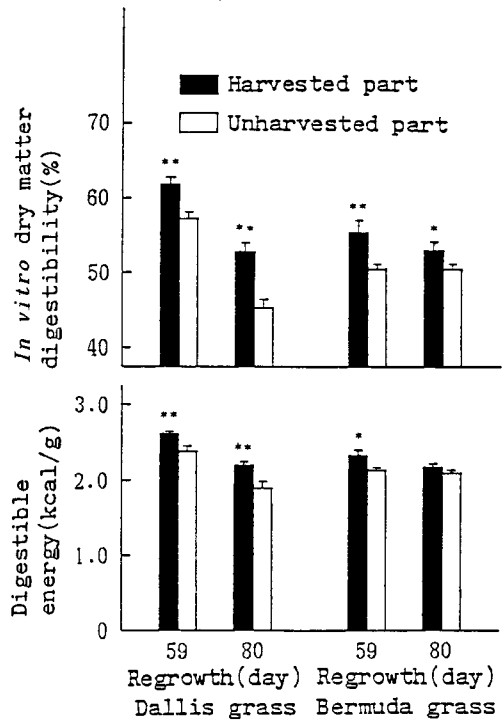 Harvested part
Unharvested part
In vitro dry matter
digestibility(%)
70
60
50
40
** ** ** *
Digestible
energy(kcal/g)
3.0
2.0
1.0
0
** ** *
59 80 59 80
Regrowth(day) Regrowth(day)
Dallis grass Bermuda grass